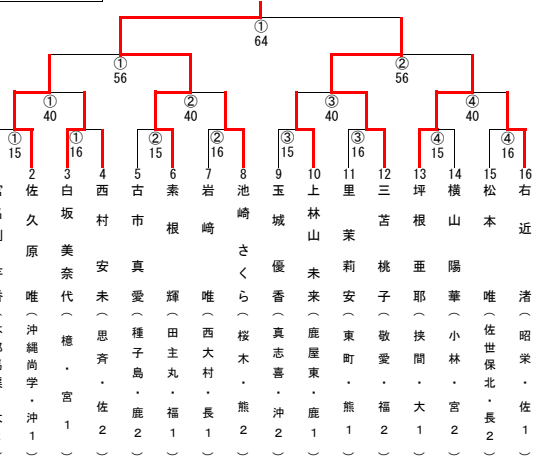 ①
64
① ②
56 56
① ② ③ ④
40 40 40 40
① ① ② ② ③ ③ ④ ④
15 16 15 16 15 16 15 16
2 佐久原 唯(沖縄尚学・沖1)
3 白坂 美奈代(檍・宮1)
4 西村 安未(思斉・佐2)
5 古市 真愛(種子島・鹿2)
6 素根 輝(田主丸・福1)
7 岩﨑 唯(西大村・長1)
8 池崎 さくら(桜木・熊2)
9 玉城 優香(真志喜・沖2)
10 上林山 未来(鹿屋東・鹿1)
11 里 茉莉安(東町・熊1)
12 三苫 桃子(敬愛・福2)
13 坪根 亜耶(挟間・大1)
14 横山 陽華(小林・宮2)
15 松本 唯(佐世保北・長2)
16 右近 渚(昭栄・佐1)